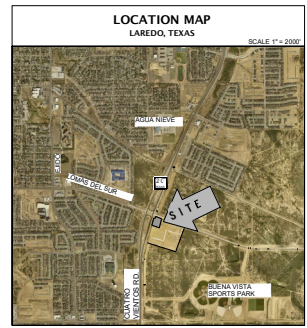 LOCATION MAP
LAREDO, TEXAS
SCALE 1" = 2000'
AGUA NIEVE
EJIDO
LOMAS DEL SUR
SITE
CUATRO
VIENTOS RD.
BUENA VISTA
SPORTS PARK